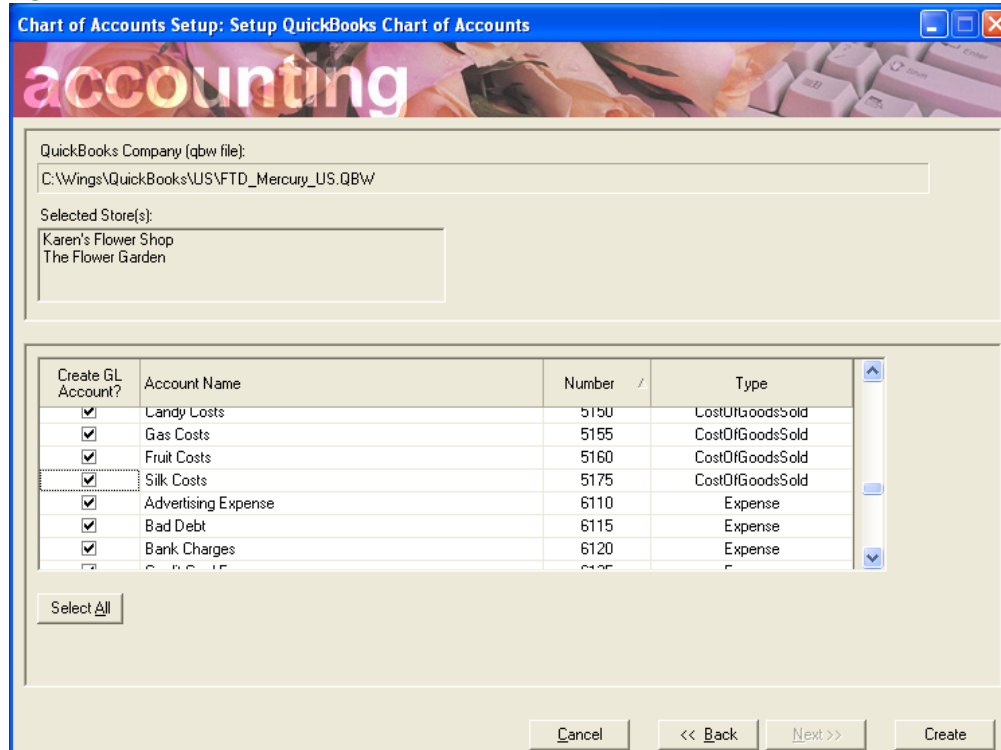 Chart of Accounts Setup: Setup QuickBooks Chart of Accounts
accounting
QuickBooks Company (qbw file):
C:\Wings\QuickBooks\US\FTD_Mercury_US.QBW
Selected Store(s):
Karen's Flower Shop
The Flower Garden
Create GL Account? Account Name Number Type
Candy Costs 5150 CostOfGoodsSold
Gas Costs 5155 CostOfGoodsSold
Fruit Costs 5160 CostOfGoodsSold
Silk Costs 5175 CostOfGoodsSold
Advertising Expense 6110 Expense
Bad Debt 6115 Expense
Bank Charges 6120 Expense
Select All
Cancel << Back Next >> Create